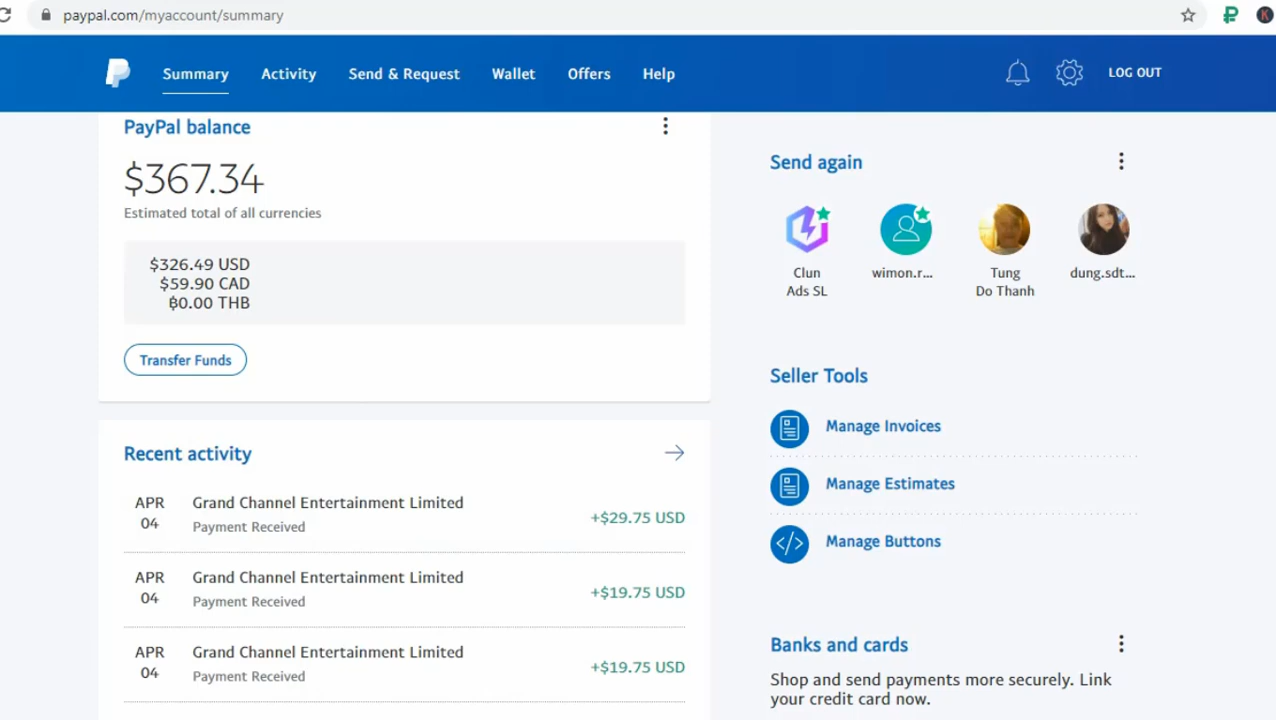 paypal.com/myaccount/summary
Summary
Activity
Send & Request
Wallet
Offers
Help
LOG OUT
PayPal balance
$367.34
Estimated total of all currencies
$326.49 USD
$59.90 CAD
฿0.00 THB
Transfer Funds
Recent activity
APR
04
Grand Channel Entertainment Limited
Payment Received
+$29.75 USD
APR
04
Grand Channel Entertainment Limited
Payment Received
+$19.75 USD
APR
04
Grand Channel Entertainment Limited
Payment Received
+$19.75 USD
Send again
Clun
Ads SL
wimon.r...
Tung
Do Thanh
dung.sdt...
Seller Tools
Manage Invoices
Manage Estimates
Manage Buttons
Banks and cards
Shop and send payments more securely. Link
your credit card now.